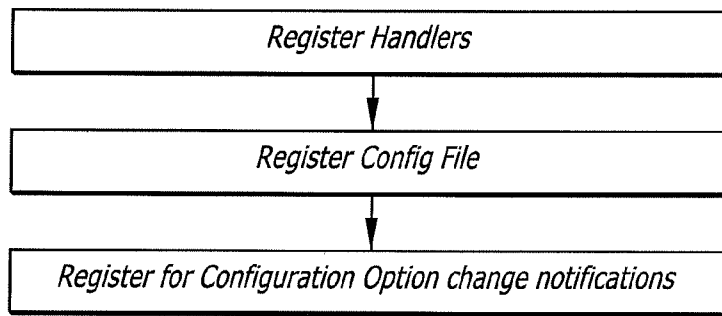 Register Handlers
Register Config File
Register for Configuration Option change notifications